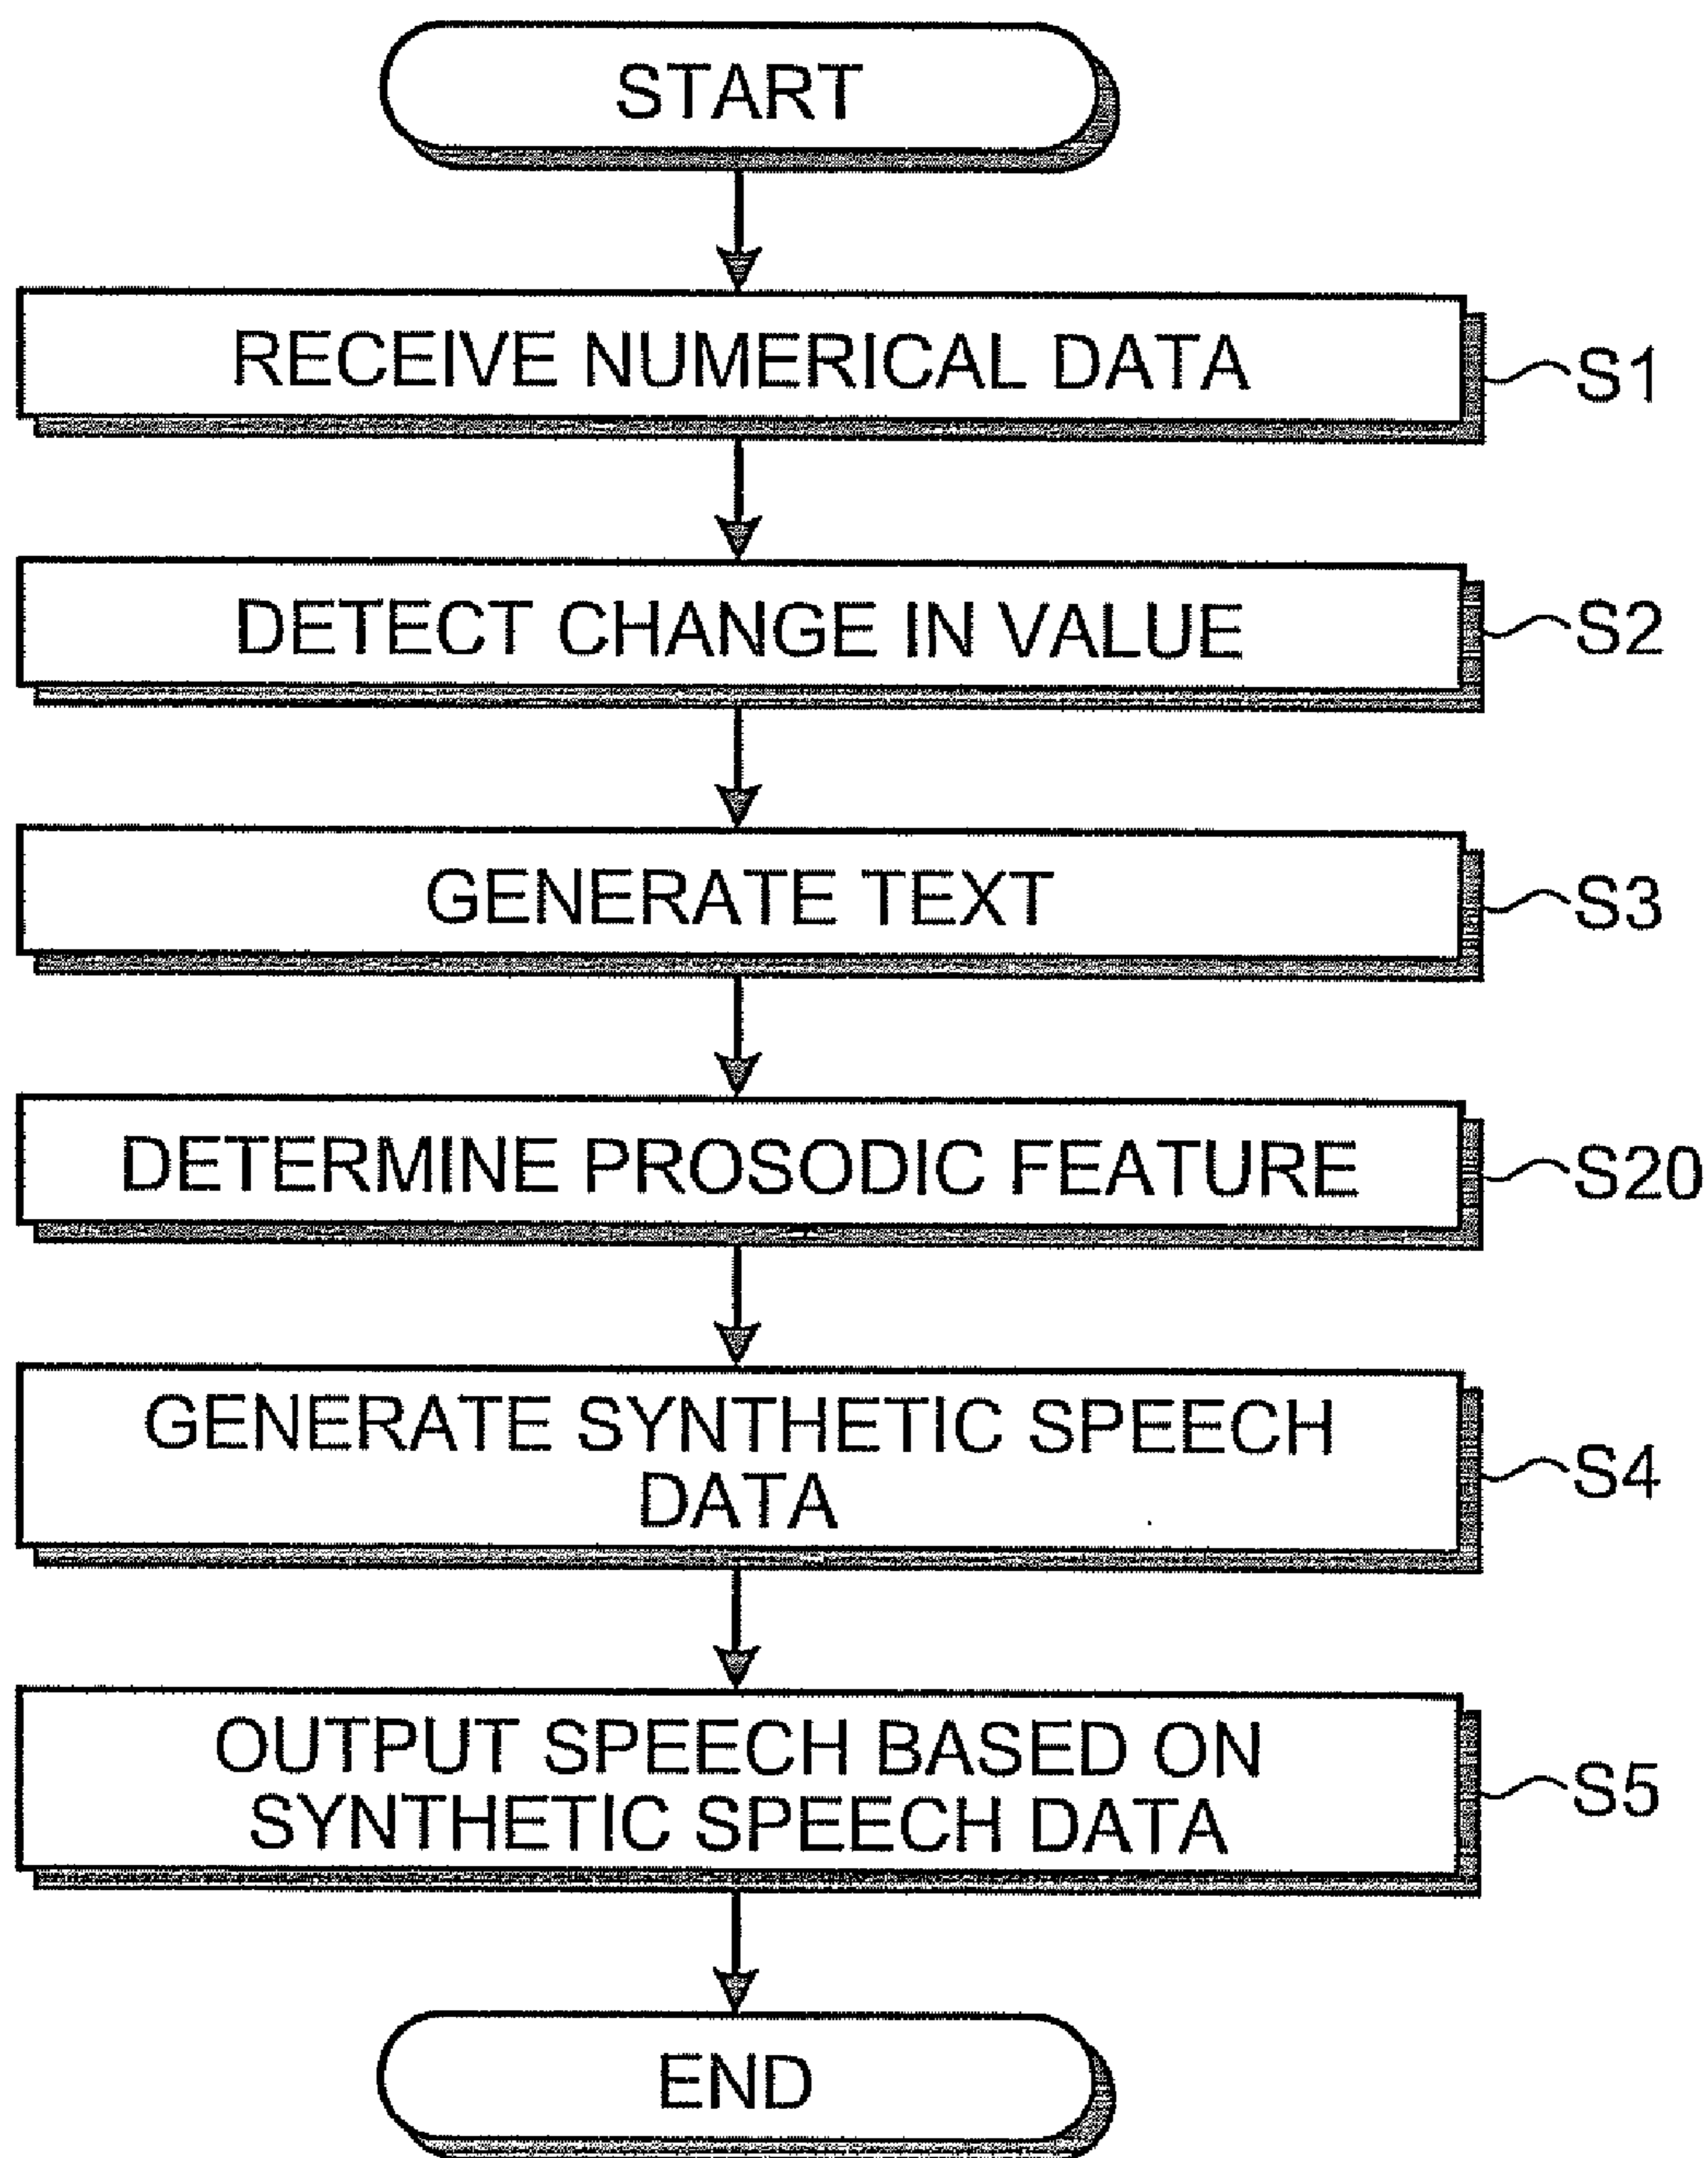 START
RECEIVE NUMERICAL DATA
S1
DETECT CHANGE IN VALUE
S2
GENERATE TEXT
S3
DETERMINE PROSODIC FEATURE
S20
GENERATE SYNTHETIC SPEECH
DATA
S4
OUTPUT SPEECH BASED ON
SYNTHETIC SPEECH DATA
S5
END